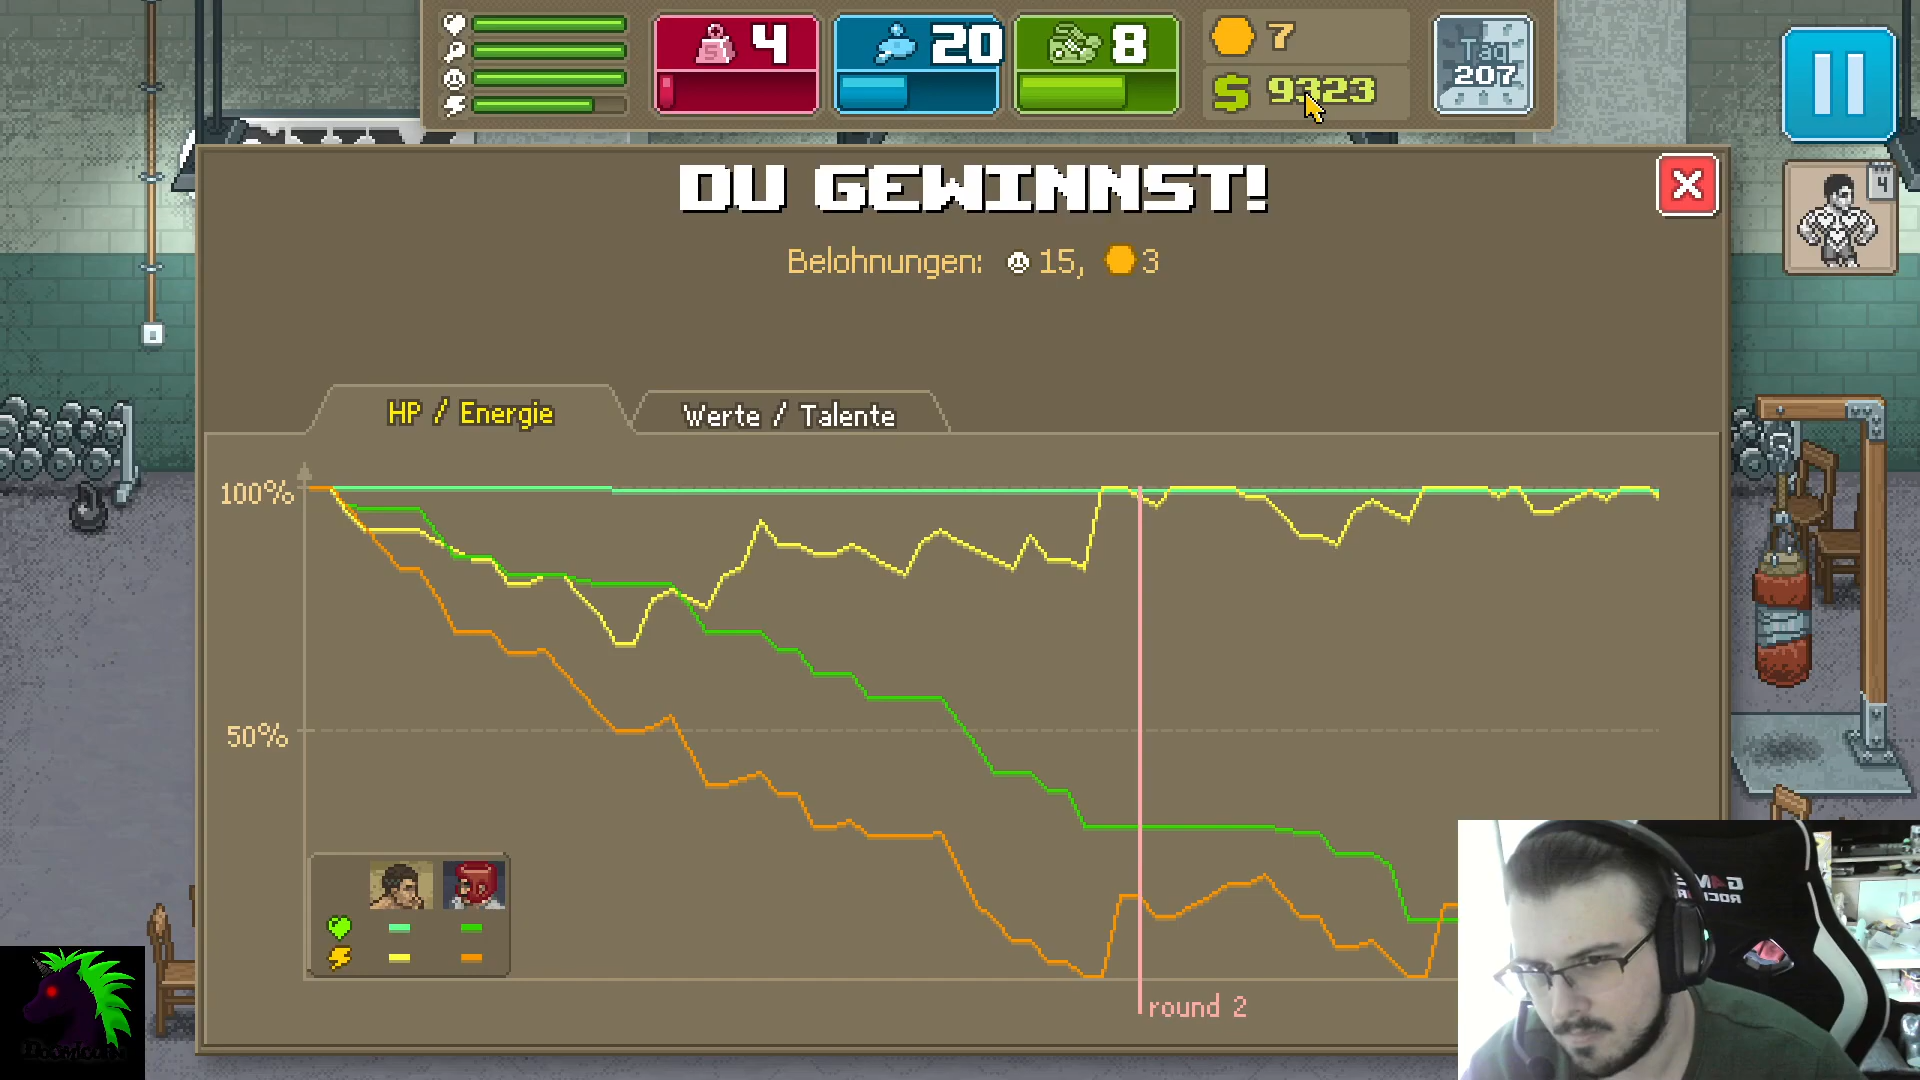 4
20
8
7
9323
Tag
207
4
DU GEWINNST!
Belohnungen: 15, 3
HP / Energie
Werte / Talente
100%
50%
round 2